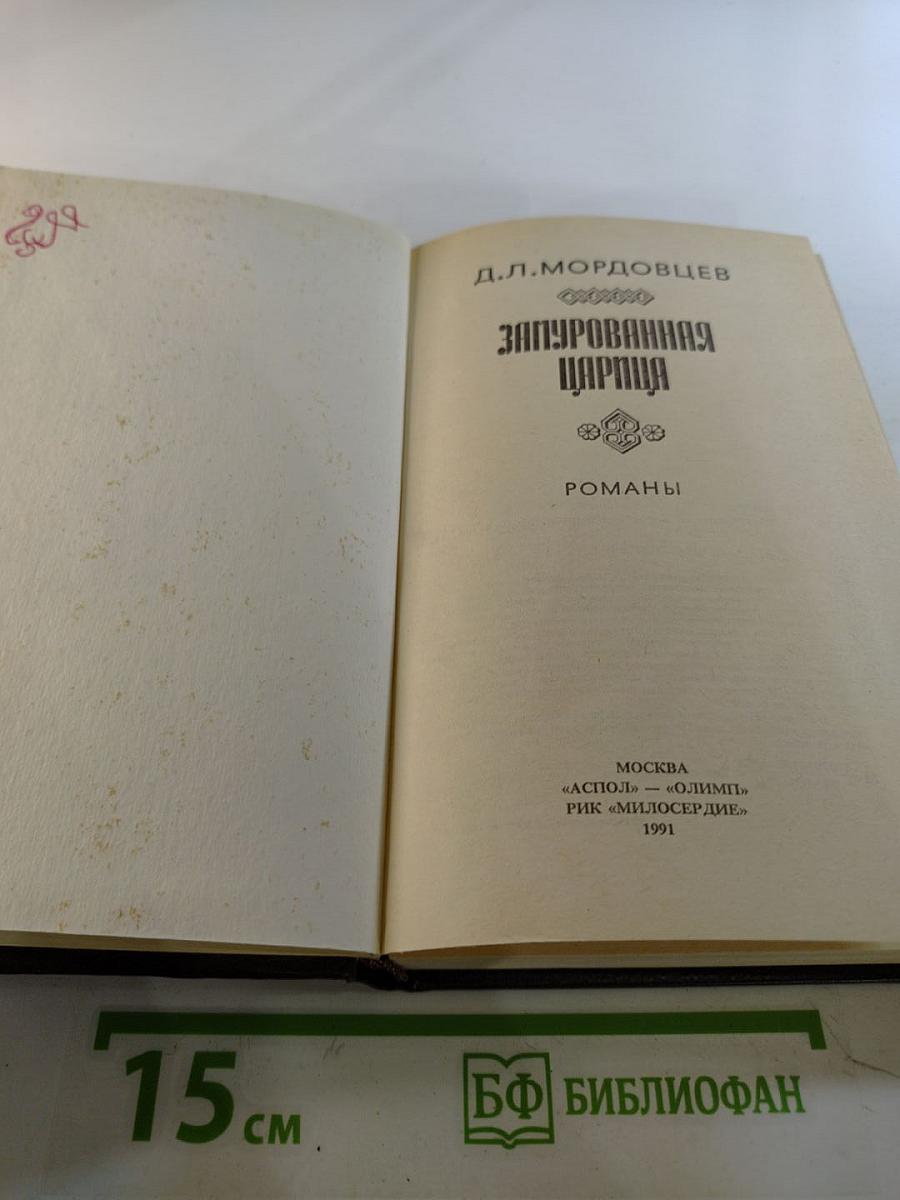 Д.Л.МОРДОВЦЕВ
ЗАМУРОВАННАЯ
ЦАРИЦА
РОМАНЫ
МОСКВА
«АСПОЛ» — «ОЛИМП»
РИК «МИЛОСЕРДИЕ»
1991
15 см
БФ БИБЛИОФАН